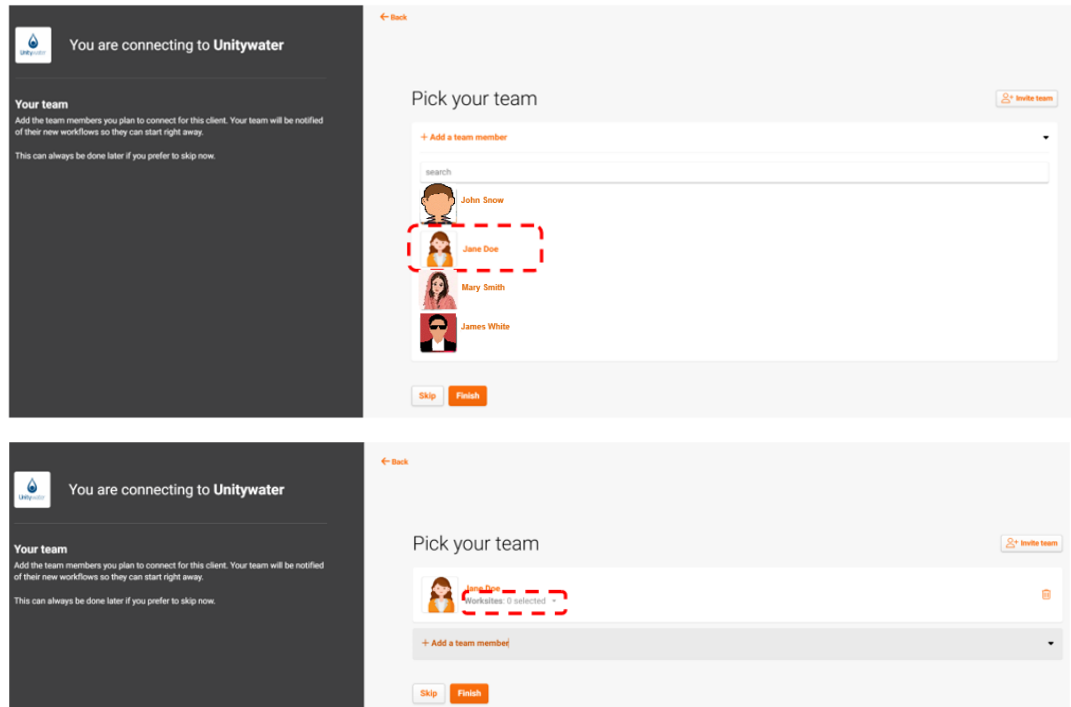 ← Back
Unitywater
You are connecting to Unitywater
Your team
Add the team members you plan to connect for this client. Your team will be notified
of their new workflows so they can start right away.
This can always be done later if you prefer to skip now.
Pick your team
Invite team
+ Add a team member
search
John Snow
Jane Doe
Mary Smith
James White
Skip
Finish
← Back
Unitywater
You are connecting to Unitywater
Your team
Add the team members you plan to connect for this client. Your team will be notified
of their new workflows so they can start right away.
This can always be done later if you prefer to skip now.
Pick your team
Invite team
Jane Doe
Worksites: 0 selected
+ Add a team member
Skip
Finish